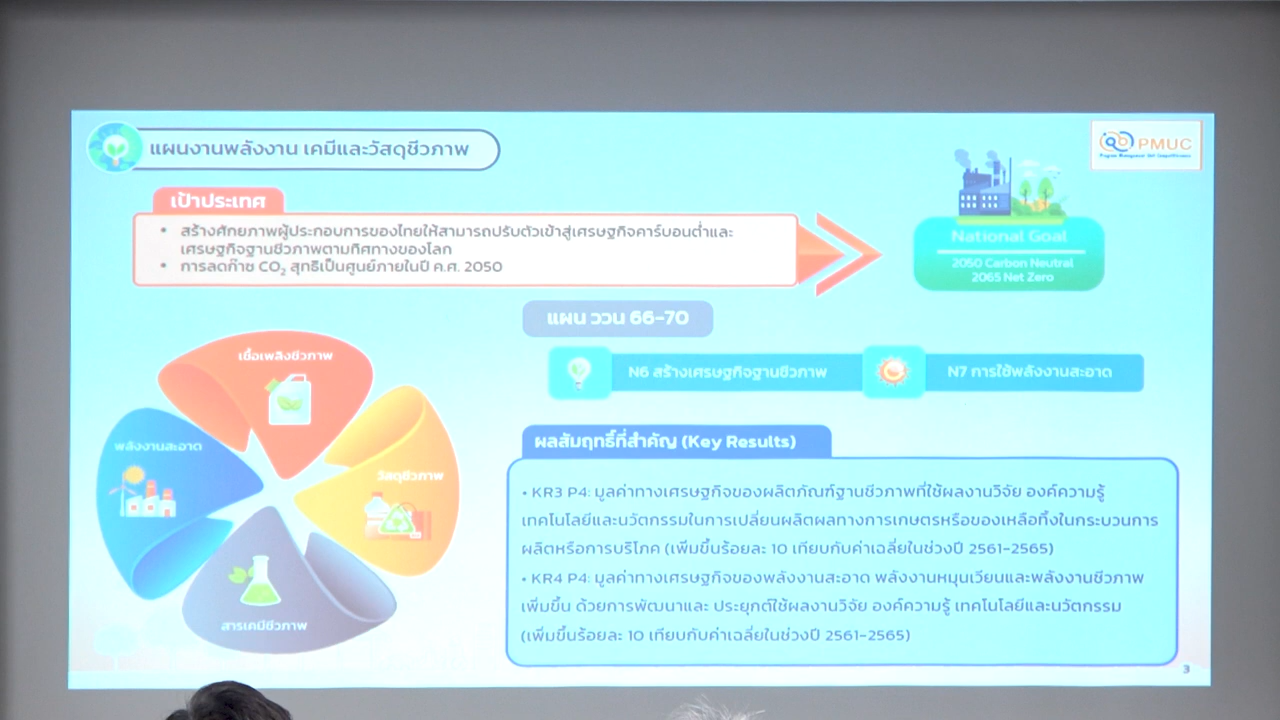 แผนงานพลังงาน เคมีและวัสดุชีวภาพ
PMUC
Program Management Unit Competitiveness
เป้าประเทศ
• สร้างศักยภาพผู้ประกอบการของไทยให้สามารถปรับตัวเข้าสู่เศรษฐกิจคาร์บอนต่ำและ
เศรษฐกิจฐานชีวภาพตามทิศทางของโลก
• การลดก๊าซ CO₂ สุทธิเป็นศูนย์ภายในปี ค.ศ. 2050
National Goal
2050 Carbon Neutral
2065 Net Zero
แผน ววน 66-70
N6 สร้างเศรษฐกิจฐานชีวภาพ
N7 การใช้พลังงานสะอาด
เชื้อเพลิงชีวภาพ
พลังงานสะอาด
วัสดุชีวภาพ
สารเคมีชีวภาพ
ผลสัมฤทธิ์ที่สำคัญ (Key Results)
• KR3 P4: มูลค่าทางเศรษฐกิจของผลิตภัณฑ์ฐานชีวภาพที่ใช้ผลงานวิจัย องค์ความรู้
เทคโนโลยีและนวัตกรรมในการเปลี่ยนผลิตผลทางการเกษตรหรือของเหลือทิ้งในกระบวนการ
ผลิตหรือการบริโภค (เพิ่มขึ้นร้อยละ 10 เทียบกับค่าเฉลี่ยในช่วงปี 2561-2565)
• KR4 P4: มูลค่าทางเศรษฐกิจของพลังงานสะอาด พลังงานหมุนเวียนและพลังงานชีวภาพ
เพิ่มขึ้น ด้วยการพัฒนาและ ประยุกต์ใช้ผลงานวิจัย องค์ความรู้ เทคโนโลยีและนวัตกรรม
(เพิ่มขึ้นร้อยละ 10 เทียบกับค่าเฉลี่ยในช่วงปี 2561-2565)
3